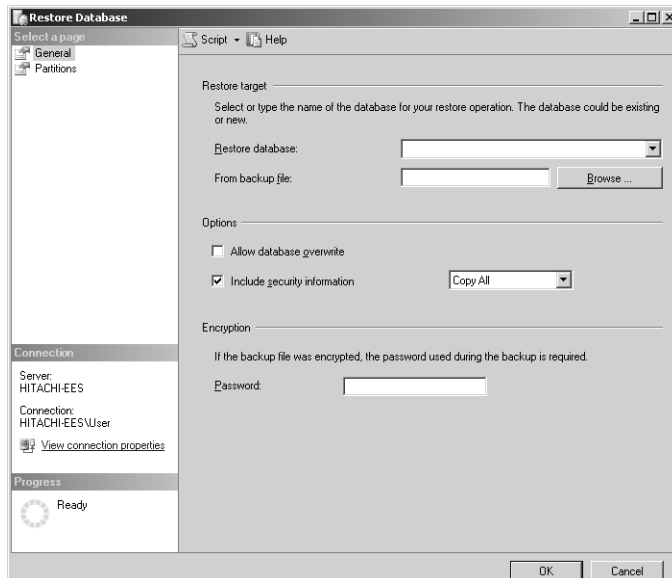 Restore Database
Select a page
General
Partitions
Script
Help
Restore target
Select or type the name of the database for your restore operation. The database could be existing
or new.
Restore database:
From backup file:
Browse ...
Options
Allow database overwrite
Include security information
Copy All
Encryption
If the backup file was encrypted, the password used during the backup is required.
Password:
Connection
Server:
HITACHI-EES
Connection:
HITACHI-EES\User
View connection properties
Progress
Ready
OK
Cancel